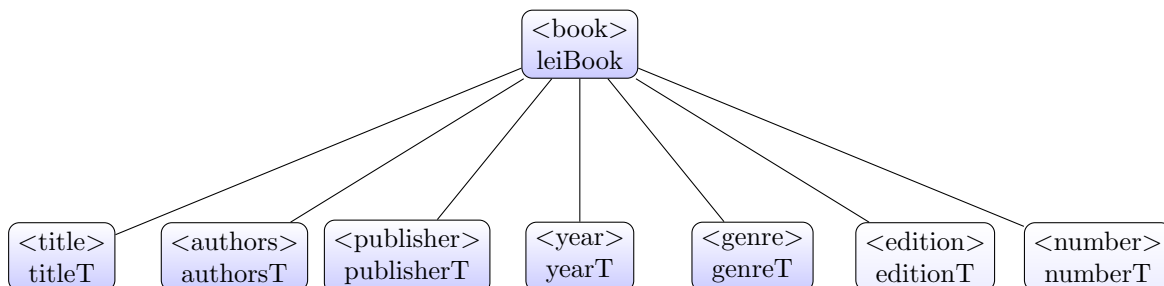 <book>
leiBook
<title>
titleT
<authors>
authorsT
<publisher>
publisherT
<year>
yearT
<genre>
genreT
<edition>
editionT
<number>
numberT